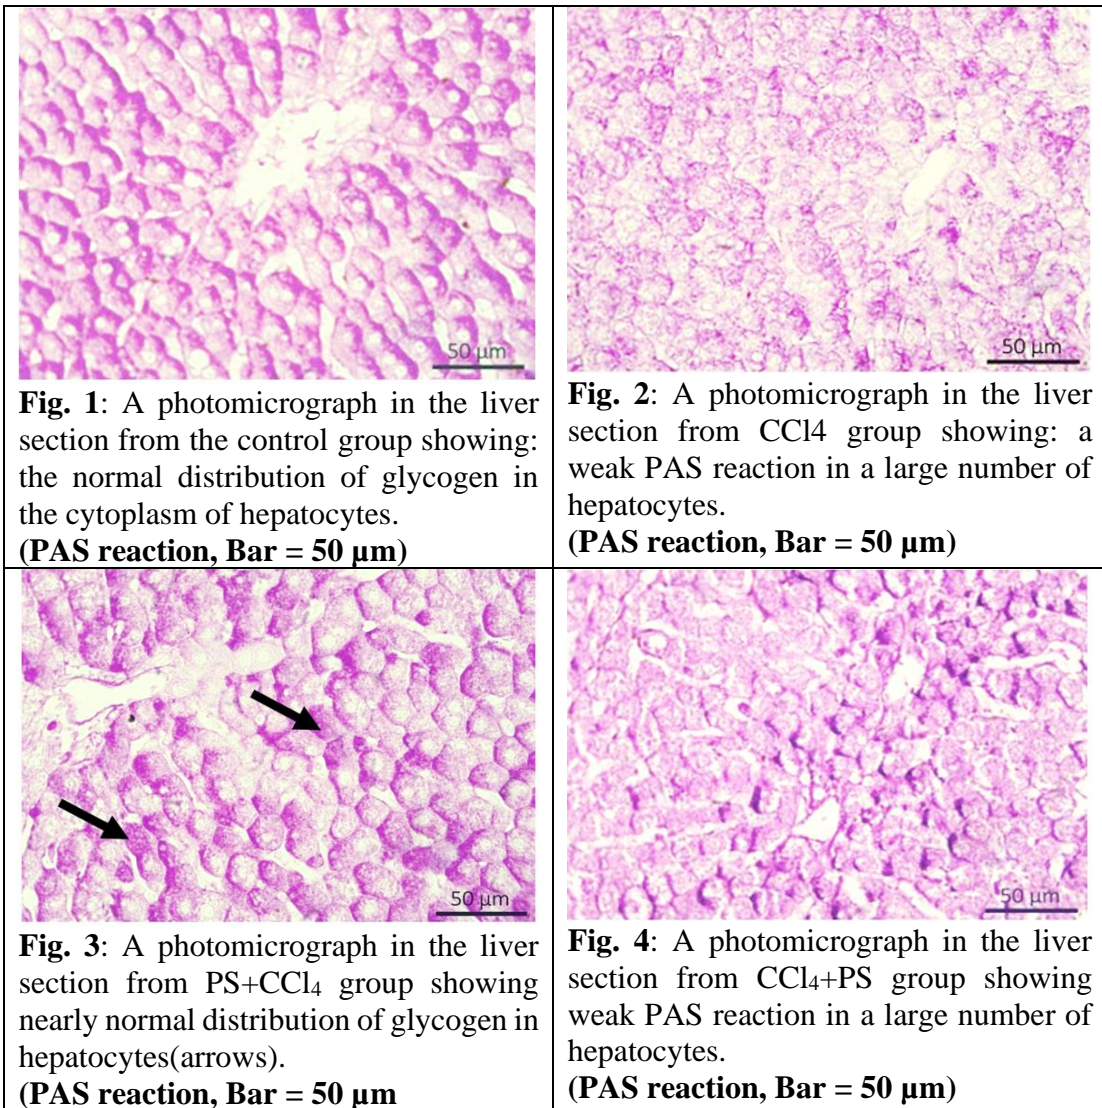 50 µm
Fig. 1: A photomicrograph in the liver
section from the control group showing:
the normal distribution of glycogen in
the cytoplasm of hepatocytes.
(PAS reaction, Bar = 50 µm)
50 µm
Fig. 2: A photomicrograph in the liver
section from CCl4 group showing: a
weak PAS reaction in a large number of
hepatocytes.
(PAS reaction, Bar = 50 µm)
50 µm
Fig. 3: A photomicrograph in the liver
section from PS+CCl₄ group showing
nearly normal distribution of glycogen in
hepatocytes(arrows).
(PAS reaction, Bar = 50 µm
50 µm
Fig. 4: A photomicrograph in the liver
section from CCl₄+PS group showing
weak PAS reaction in a large number of
hepatocytes.
(PAS reaction, Bar = 50 µm)